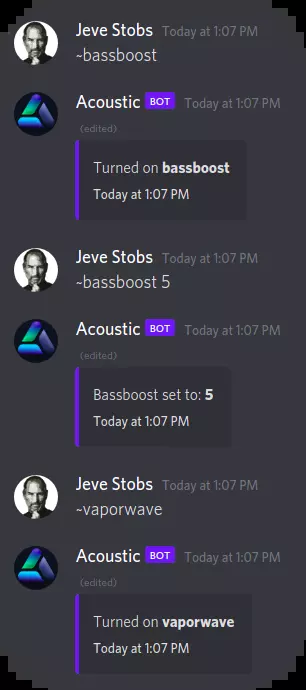 Jeve Stobs Today at 1:07 PM
~bassboost
Acoustic BOT Today at 1:07 PM
(edited)
Turned on bassboost
Today at 1:07 PM
Jeve Stobs Today at 1:07 PM
~bassboost 5
Acoustic BOT Today at 1:07 PM
(edited)
Bassboost set to: 5
Today at 1:07 PM
Jeve Stobs Today at 1:07 PM
~vaporwave
Acoustic BOT Today at 1:07 PM
(edited)
Turned on vaporwave
Today at 1:07 PM